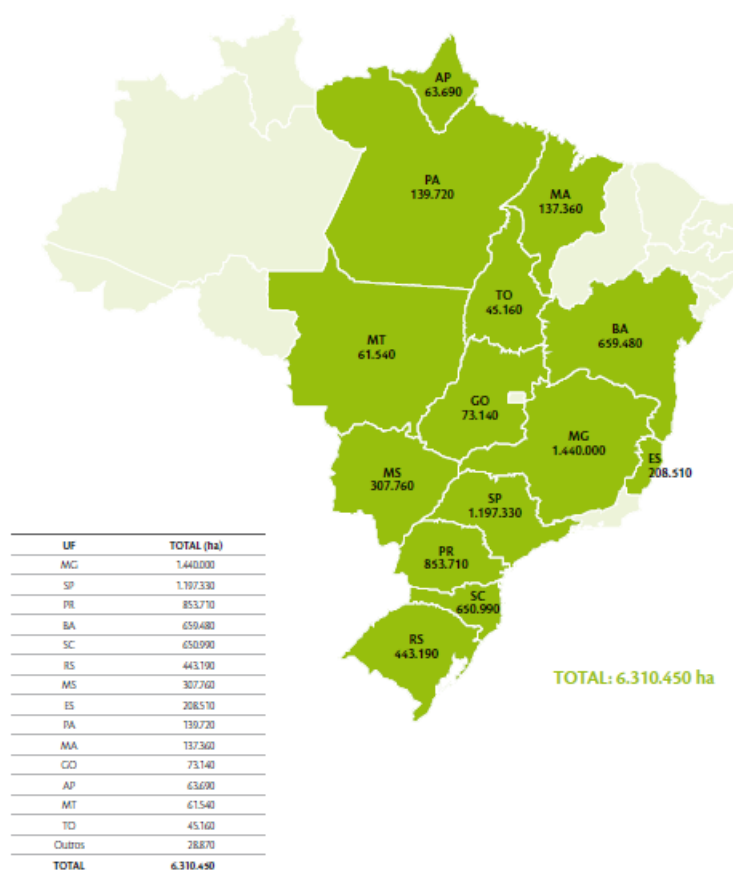 AP
63.690
PA
139.720
MA
137.360
TO
45.160
BA
659.480
MT
61.540
GO
73.140
MG
1.440.000
ES
208.510
MS
307.760
SP
1.197.330
PR
853.710
SC
650.990
RS
443.190
TOTAL: 6.310.450 ha
UF TOTAL (ha)
MG 1.440.000
SP 1.197.330
PR 853.710
BA 659.480
SC 650.990
RS 443.190
MS 307.760
ES 208.510
PA 139.720
MA 137.360
GO 73.140
AP 63.690
MT 61.540
TO 45.160
Outros 28.870
TOTAL 6.310.450